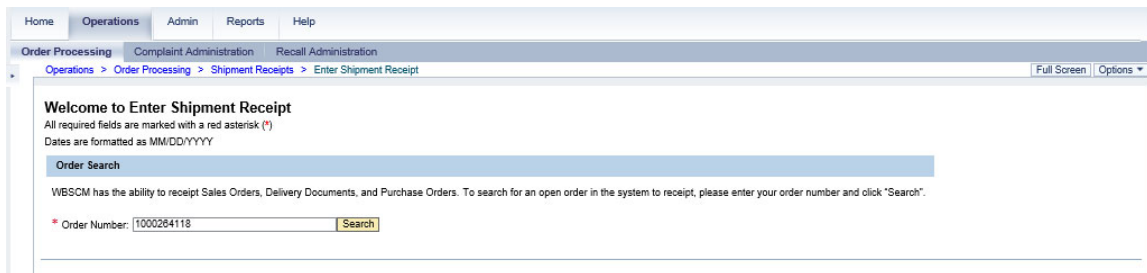 Home Operations Admin Reports Help
Order Processing Complaint Administration Recall Administration
Operations > Order Processing > Shipment Receipts > Enter Shipment Receipt Full Screen Options
Welcome to Enter Shipment Receipt
All required fields are marked with a red asterisk (*)
Dates are formatted as MM/DD/YYYY
Order Search
WBSCM has the ability to receipt Sales Orders, Delivery Documents, and Purchase Orders. To search for an open order in the system to receipt, please enter your order number and click "Search".
* Order Number: 1000264118 Search